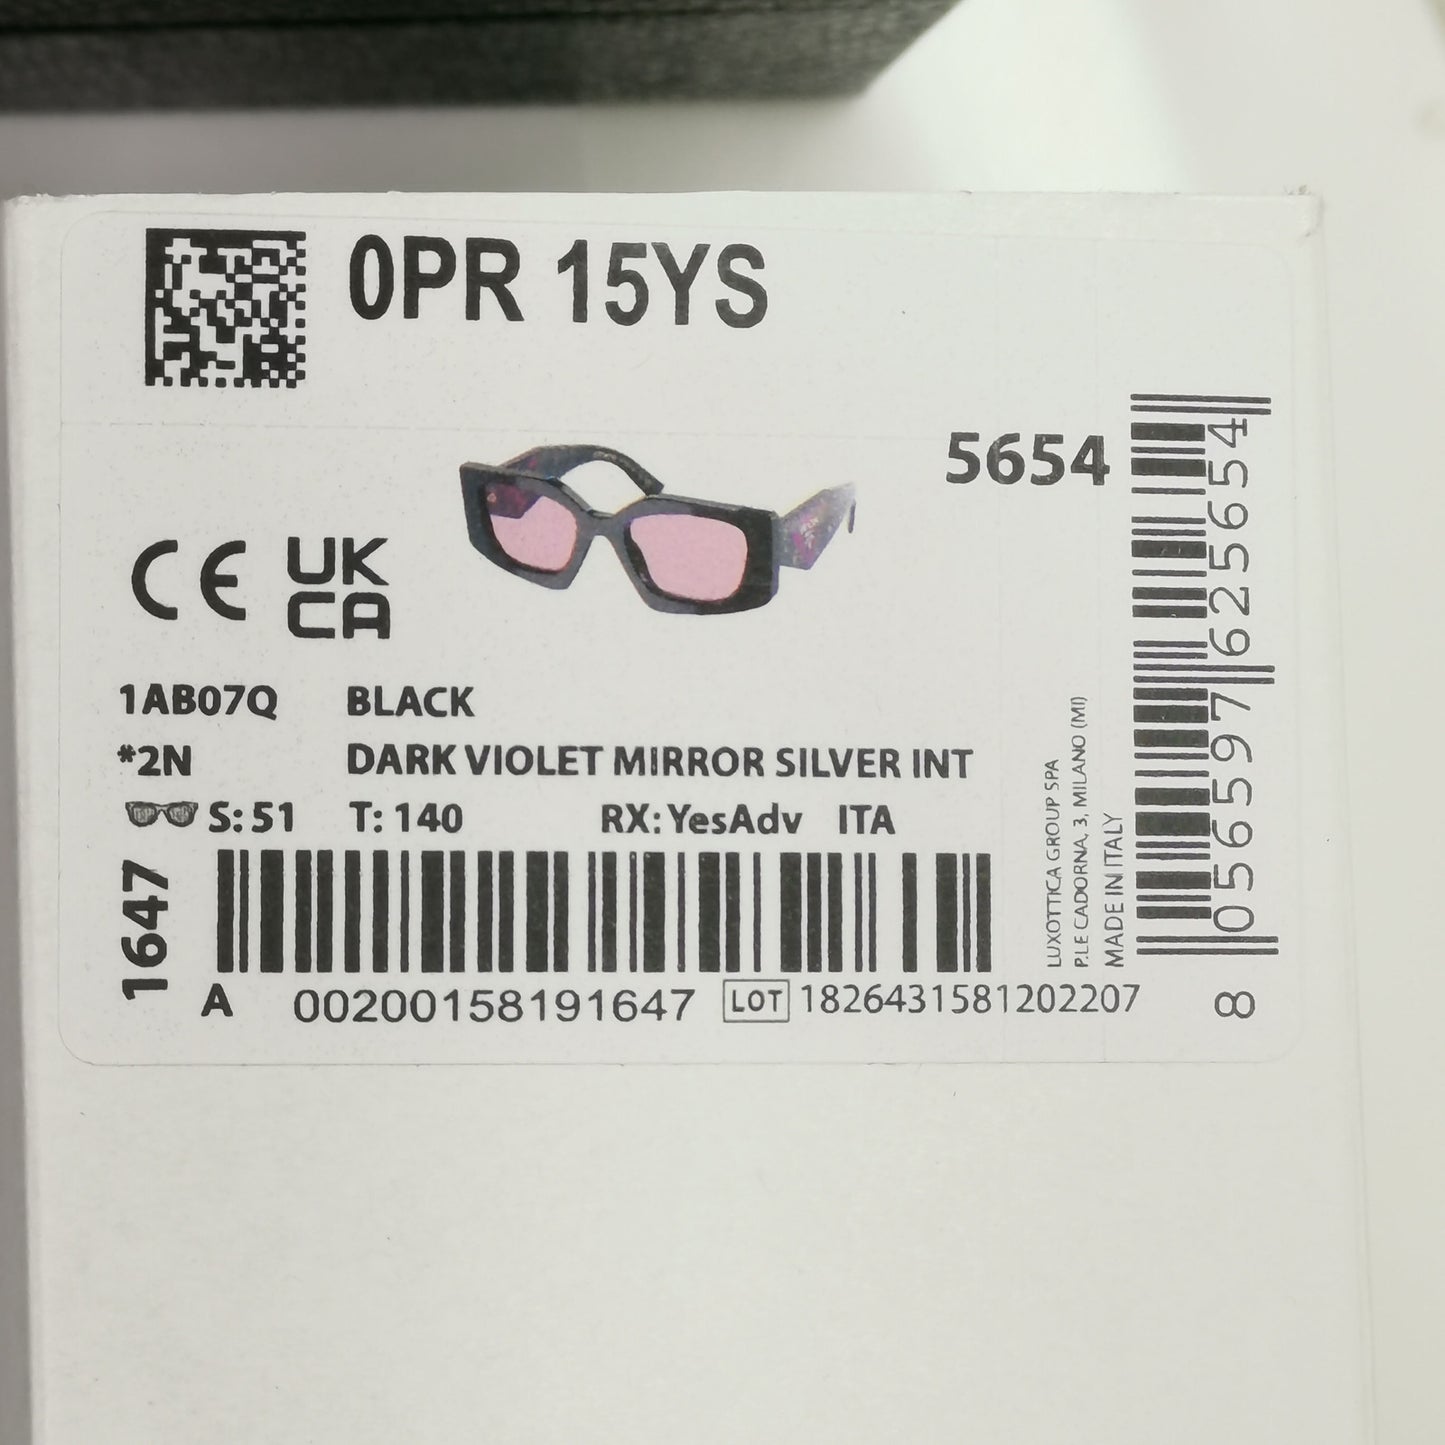 0PR 15YS
5654
CE
UK
CA
1AB07Q BLACK
*2N DARK VIOLET MIRROR SILVER INT
S: 51 T: 140 RX: YesAdv ITA
1647
A 00200158191647 LOT 1826431581202207
LUXOTTICA GROUP SPA
P.LE CADORNA, 3, MILANO (MI)
MADE IN ITALY
8 056597 625654